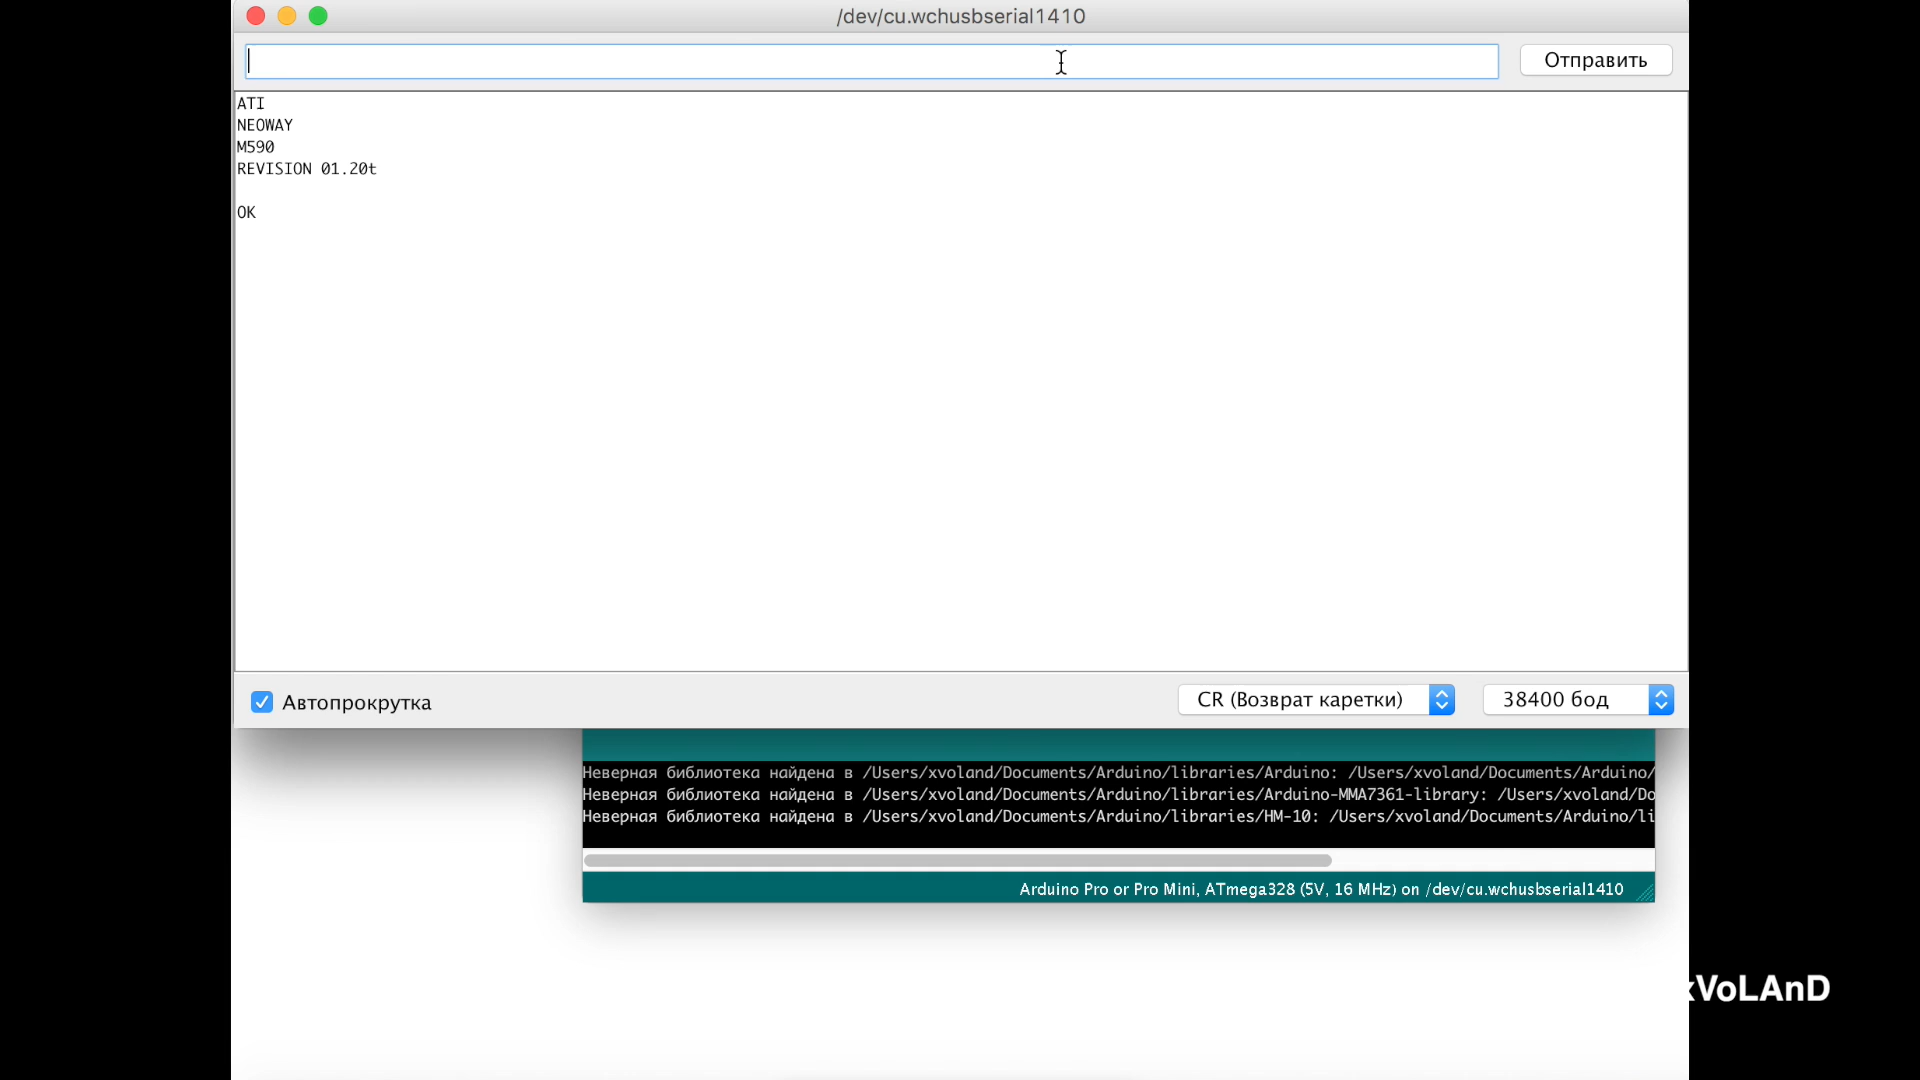 /dev/cu.wchusbserial1410
Отправить
ATI
NEOWAY
M590
REVISION 01.20t
OK
Автопрокрутка
CR (Возврат каретки)
38400 бод
Неверная библиотека найдена в /Users/xvoland/Documents/Arduino/libraries/Arduino: /Users/xvoland/Documents/Arduino/
Неверная библиотека найдена в /Users/xvoland/Documents/Arduino/libraries/Arduino-MMA7361-library: /Users/xvoland/Do
Неверная библиотека найдена в /Users/xvoland/Documents/Arduino/libraries/HM-10: /Users/xvoland/Documents/Arduino/li
Arduino Pro or Pro Mini, ATmega328 (5V, 16 MHz) on /dev/cu.wchusbserial1410
xVoLAnD